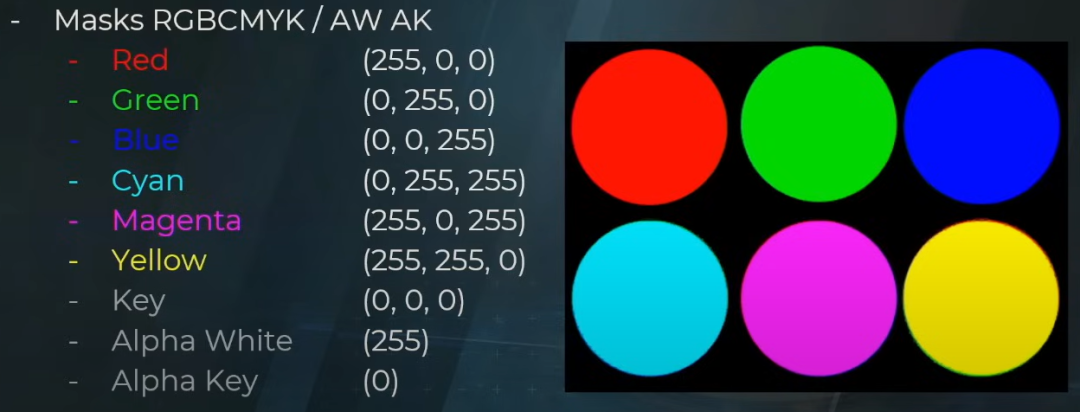 - Masks RGBCMYK / AW AK
- Red (255, 0, 0)
- Green (0, 255, 0)
- Blue (0, 0, 255)
- Cyan (0, 255, 255)
- Magenta (255, 0, 255)
- Yellow (255, 255, 0)
- Key (0, 0, 0)
- Alpha White (255)
- Alpha Key (0)